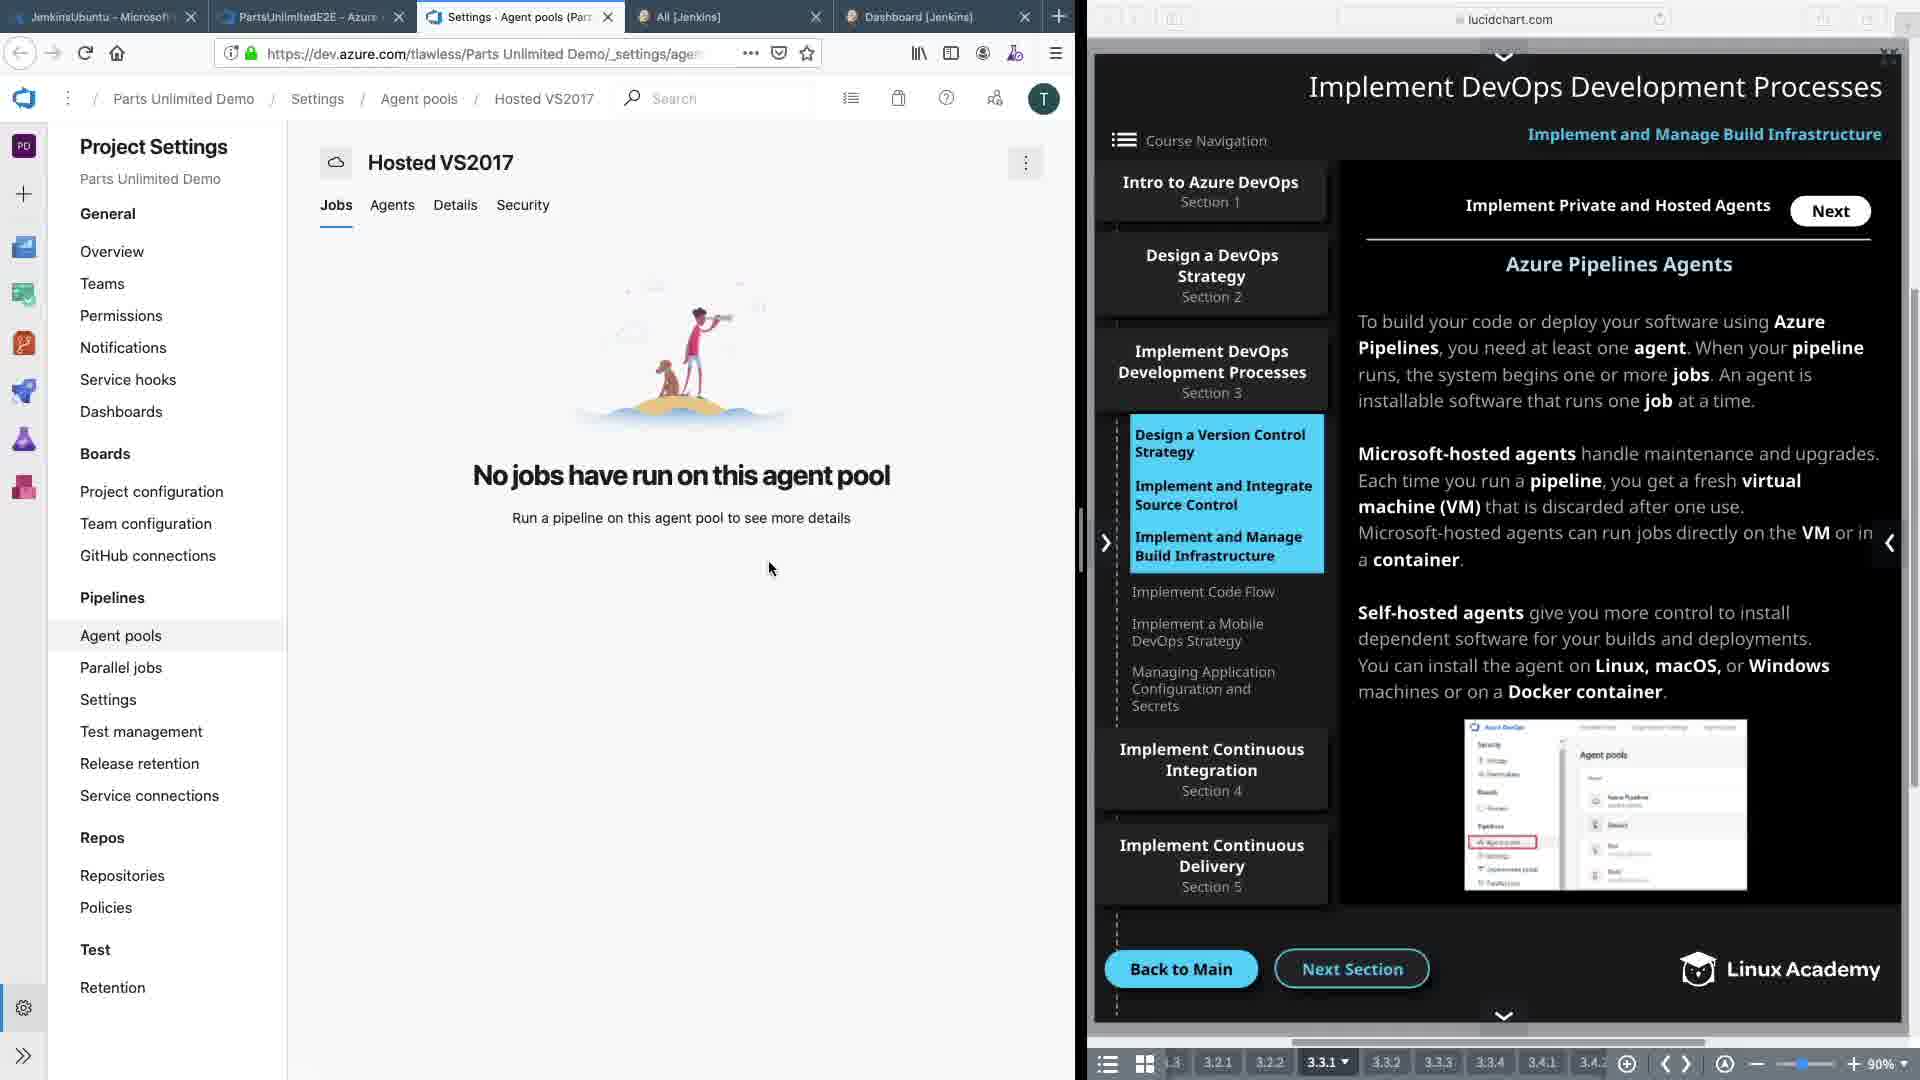 JenkinsUbuntu - Microsoft
PartsUnlimitedE2E - Azure
Settings · Agent pools (Part
All [Jenkins]
Dashboard [Jenkins]
https://dev.azure.com/tlawless/Parts Unlimited Demo/_settings/agen
/ Parts Unlimited Demo / Settings / Agent pools / Hosted VS2017
Search
T
PD
Project Settings
Parts Unlimited Demo
General
Overview
Teams
Permissions
Notifications
Service hooks
Dashboards
Boards
Project configuration
Team configuration
GitHub connections
Pipelines
Agent pools
Parallel jobs
Settings
Test management
Release retention
Service connections
Repos
Repositories
Policies
Test
Retention
Hosted VS2017
Jobs Agents Details Security
No jobs have run on this agent pool
Run a pipeline on this agent pool to see more details
lucidchart.com
Implement DevOps Development Processes
Implement and Manage Build Infrastructure
Course Navigation
Intro to Azure DevOps
Section 1
Design a DevOps
Strategy
Section 2
Implement DevOps
Development Processes
Section 3
Design a Version Control
Strategy
Implement and Integrate
Source Control
Implement and Manage
Build Infrastructure
Implement Code Flow
Implement a Mobile
DevOps Strategy
Managing Application
Configuration and
Secrets
Implement Continuous
Integration
Section 4
Implement Continuous
Delivery
Section 5
Implement Private and Hosted Agents
Next
Azure Pipelines Agents
To build your code or deploy your software using Azure
Pipelines, you need at least one agent. When your pipeline
runs, the system begins one or more jobs. An agent is
installable software that runs one job at a time.
Microsoft-hosted agents handle maintenance and upgrades.
Each time you run a pipeline, you get a fresh virtual
machine (VM) that is discarded after one use.
Microsoft-hosted agents can run jobs directly on the VM or in
a container.
Self-hosted agents give you more control to install
dependent software for your builds and deployments.
You can install the agent on Linux, macOS, or Windows
machines or on a Docker container.
Azure DevOps
Security
Boards
Pipelines
Agent pools
Agent pools
Azure Pipelines
Default
Back to Main
Next Section
Linux Academy
3.2.1 3.2.2 3.3.1 3.3.2 3.3.3 3.3.4 3.4.1 3.4.2
90%